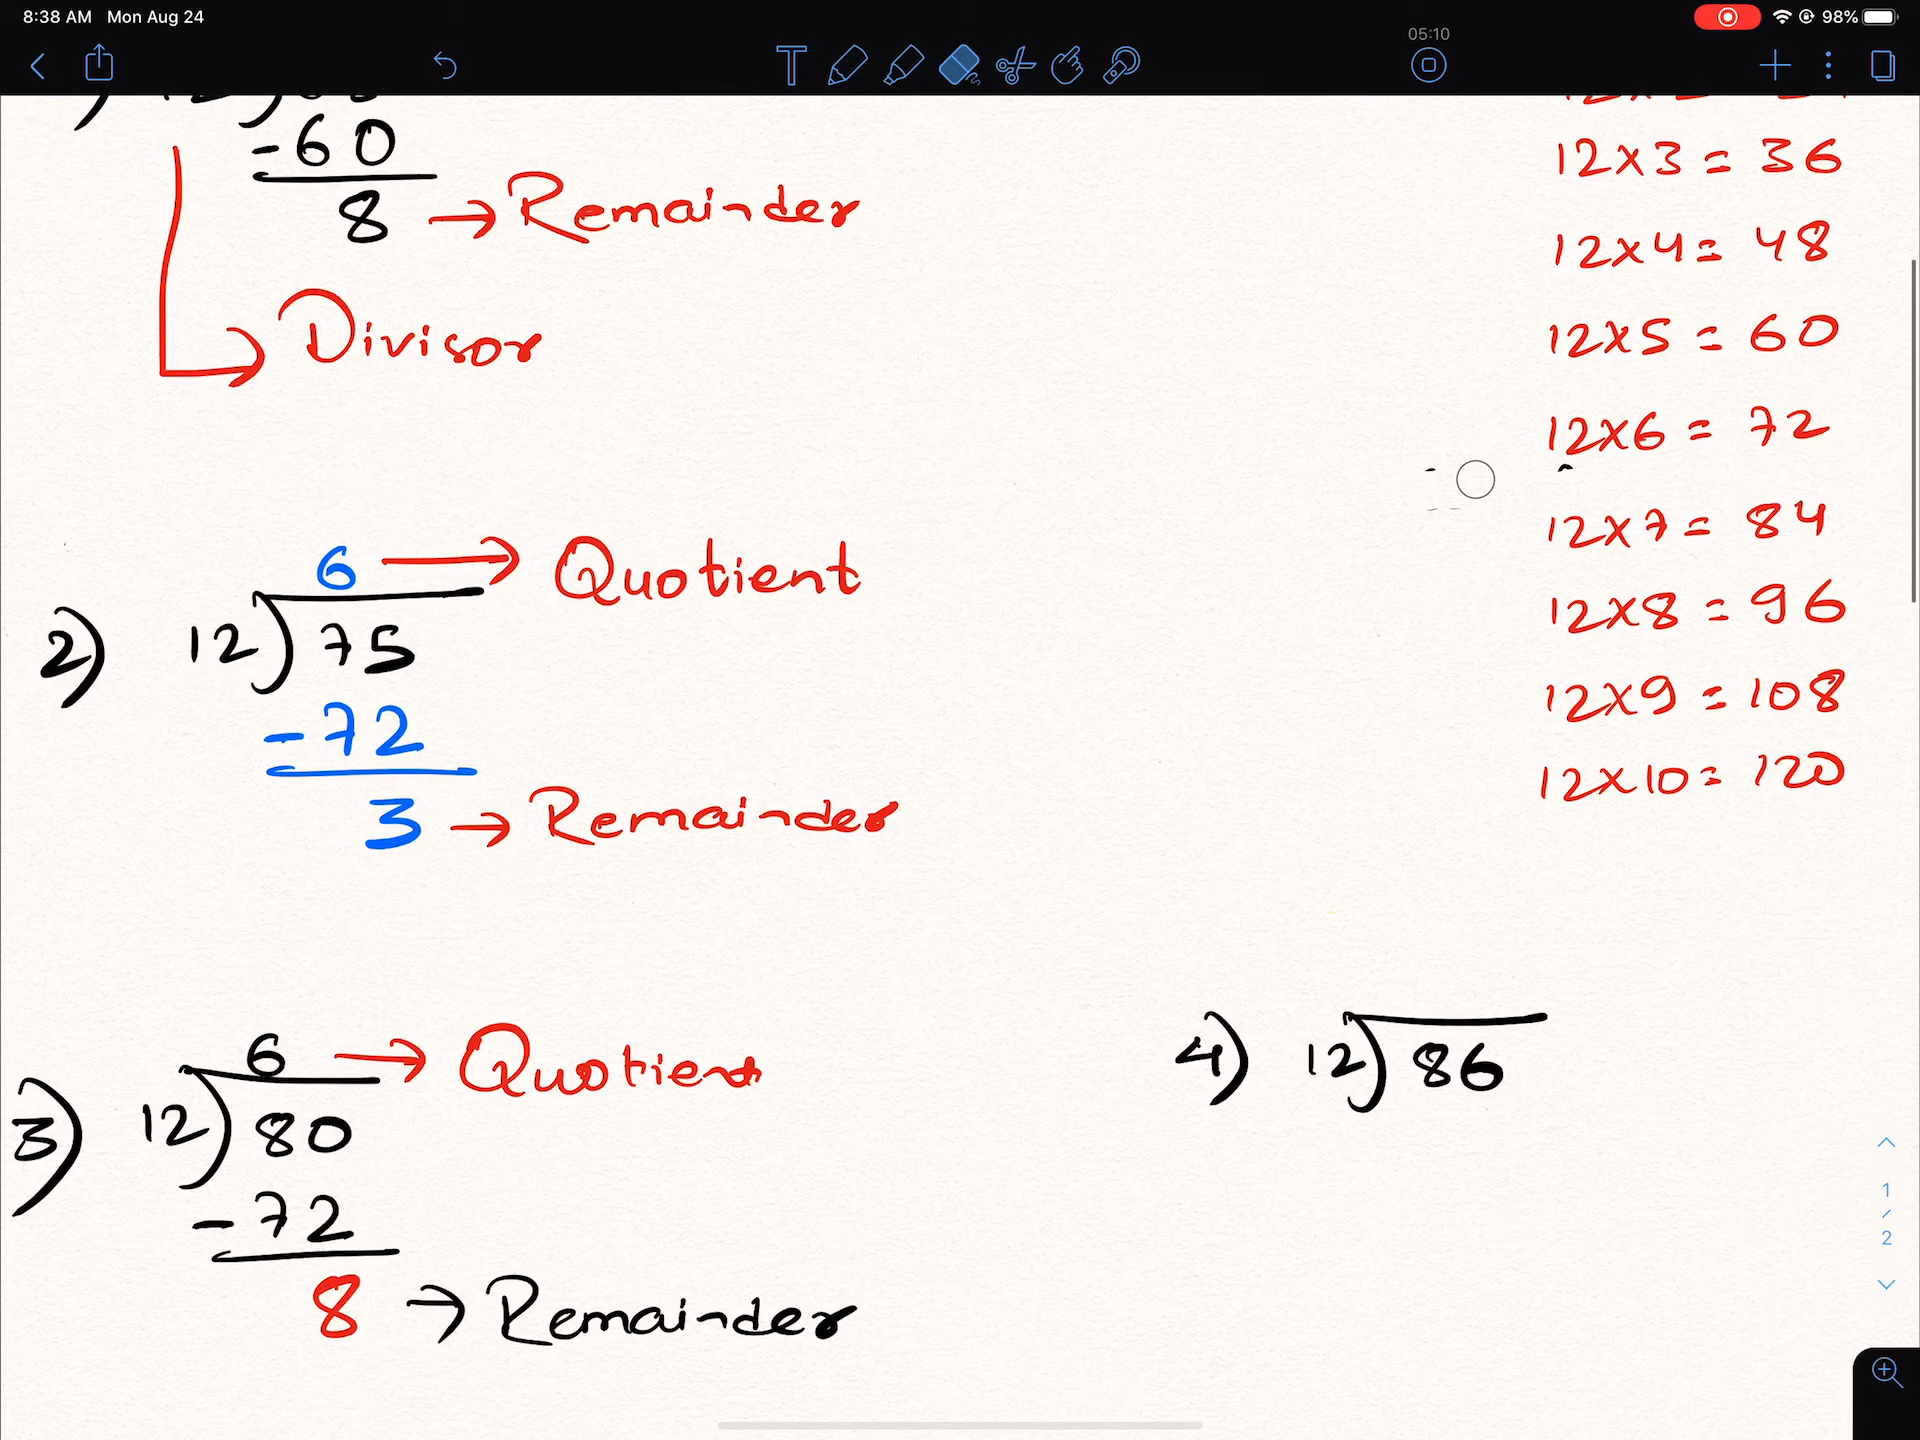 8:38 AM Mon Aug 24
98%
05:10
-60
8 → Remainder
Divisor
12x3 = 36
12x4 = 48
12x5 = 60
12x6 = 72
12x7 = 84
12x8 = 96
12x9 = 108
12x10 = 120
6 → Quotient
2) 12)75
-72
3 → Remainder
6 → Quotient
3) 12)80
-72
8 → Remainder
4) 12)86
1
/
2